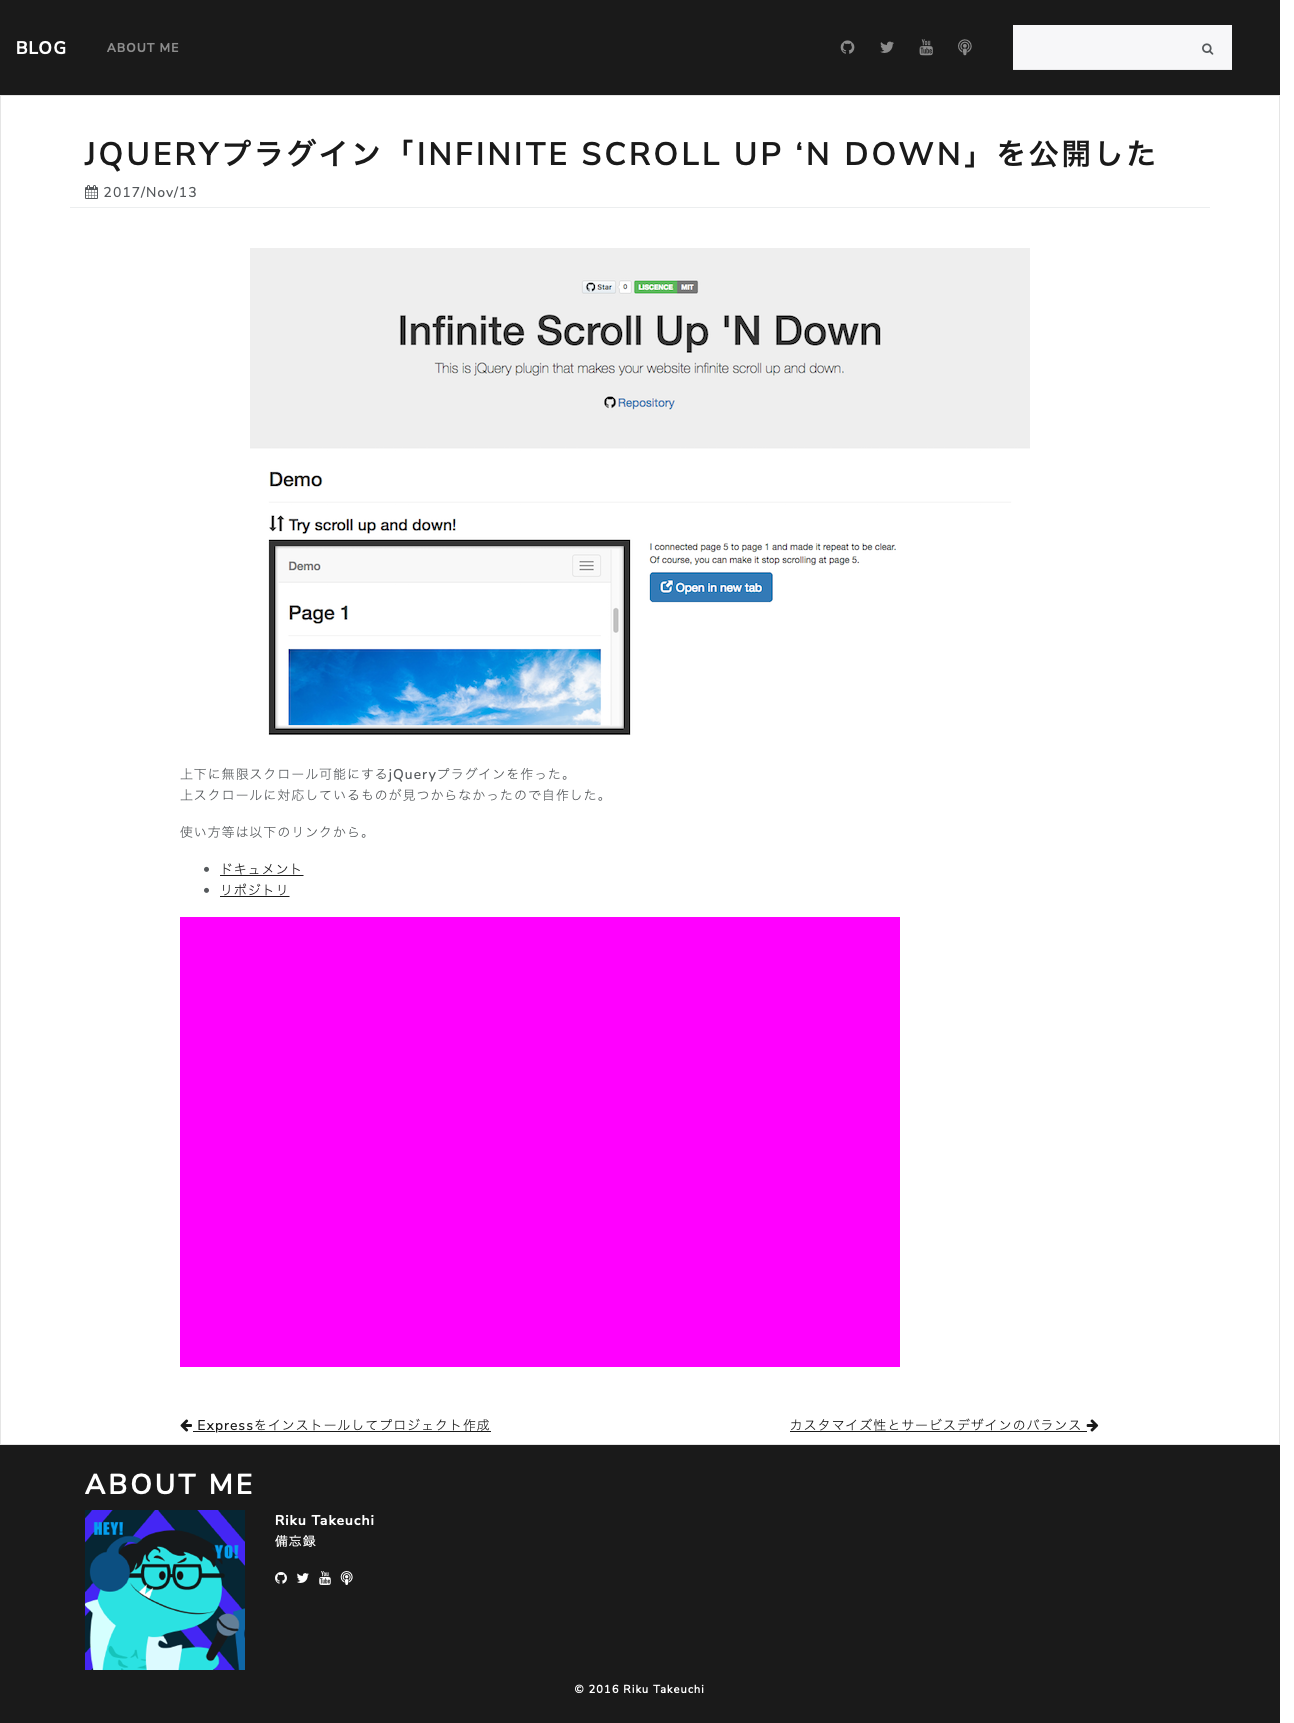 BLOG
ABOUT ME
JQUERYプラグイン「INFINITE SCROLL UP ‘N DOWN」を公開した
2017/Nov/13
Star 0 LISCENCE MIT
Infinite Scroll Up 'N Down
This is jQuery plugin that makes your website infinite scroll up and down.
Repository
Demo
Try scroll up and down!
I connected page 5 to page 1 and made it repeat to be clear.
Of course, you can make it stop scrolling at page 5.
Open in new tab
Demo
Page 1
上下に無限スクロール可能にするjQueryプラグインを作った。
上スクロールに対応しているものが見つからなかったので自作した。
使い方等は以下のリンクから。
ドキュメント
リポジトリ
Expressをインストールしてプロジェクト作成
カスタマイズ性とサービスデザインのバランス
ABOUT ME
HEY!
YO!
Riku Takeuchi
備忘録
© 2016 Riku Takeuchi